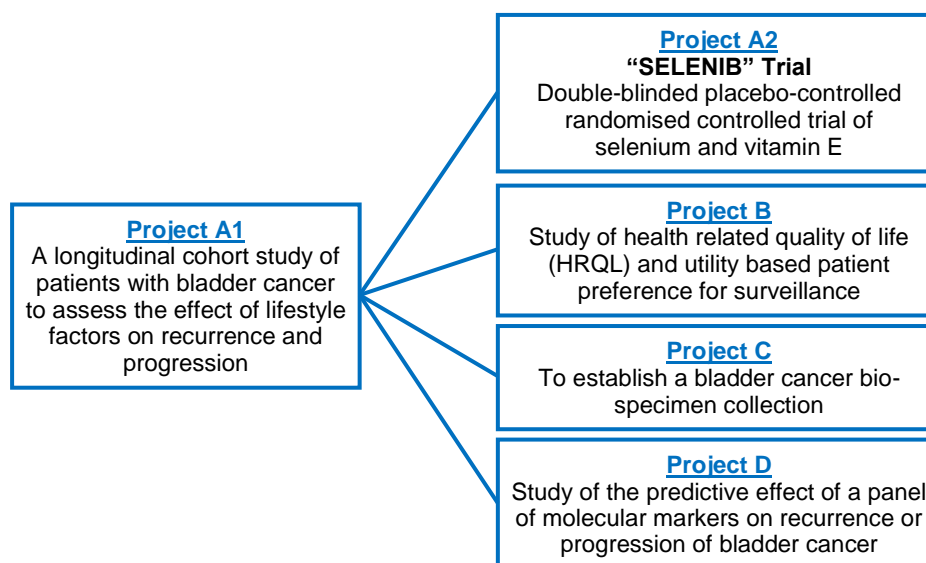 Project A1
A longitudinal cohort study of
patients with bladder cancer
to assess the effect of lifestyle
factors on recurrence and
progression
Project A2
“SELENIB” Trial
Double-blinded placebo-controlled
randomised controlled trial of
selenium and vitamin E
Project B
Study of health related quality of life
(HRQL) and utility based patient
preference for surveillance
Project C
To establish a bladder cancer bio-
specimen collection
Project D
Study of the predictive effect of a panel
of molecular markers on recurrence or
progression of bladder cancer